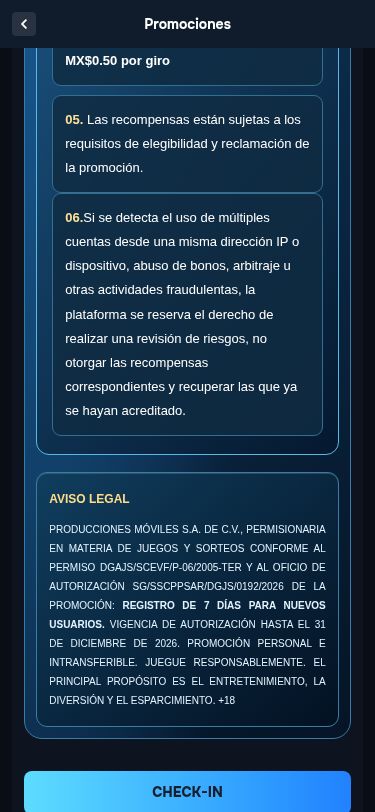 Promociones
MX$0.50 por giro
05. Las recompensas están sujetas a los
requisitos de elegibilidad y reclamación de
la promoción.
06.Si se detecta el uso de múltiples
cuentas desde una misma dirección IP o
dispositivo, abuso de bonos, arbitraje u
otras actividades fraudulentas, la
plataforma se reserva el derecho de
realizar una revisión de riesgos, no
otorgar las recompensas
correspondientes y recuperar las que ya
se hayan acreditado.
AVISO LEGAL
PRODUCCIONES MÓVILES S.A. DE C.V., PERMISIONARIA
EN MATERIA DE JUEGOS Y SORTEOS CONFORME AL
PERMISO DGAJS/SCEVF/P-06/2005-TER Y AL OFICIO DE
AUTORIZACIÓN SG/SSCPPSAR/DGJS/0192/2026 DE LA
PROMOCIÓN: REGISTRO DE 7 DÍAS PARA NUEVOS
USUARIOS. VIGENCIA DE AUTORIZACIÓN HASTA EL 31
DE DICIEMBRE DE 2026. PROMOCIÓN PERSONAL E
INTRANSFERIBLE. JUEGUE RESPONSABLEMENTE. EL
PRINCIPAL PROPÓSITO ES EL ENTRETENIMIENTO, LA
DIVERSIÓN Y EL ESPARCIMIENTO. +18
CHECK-IN